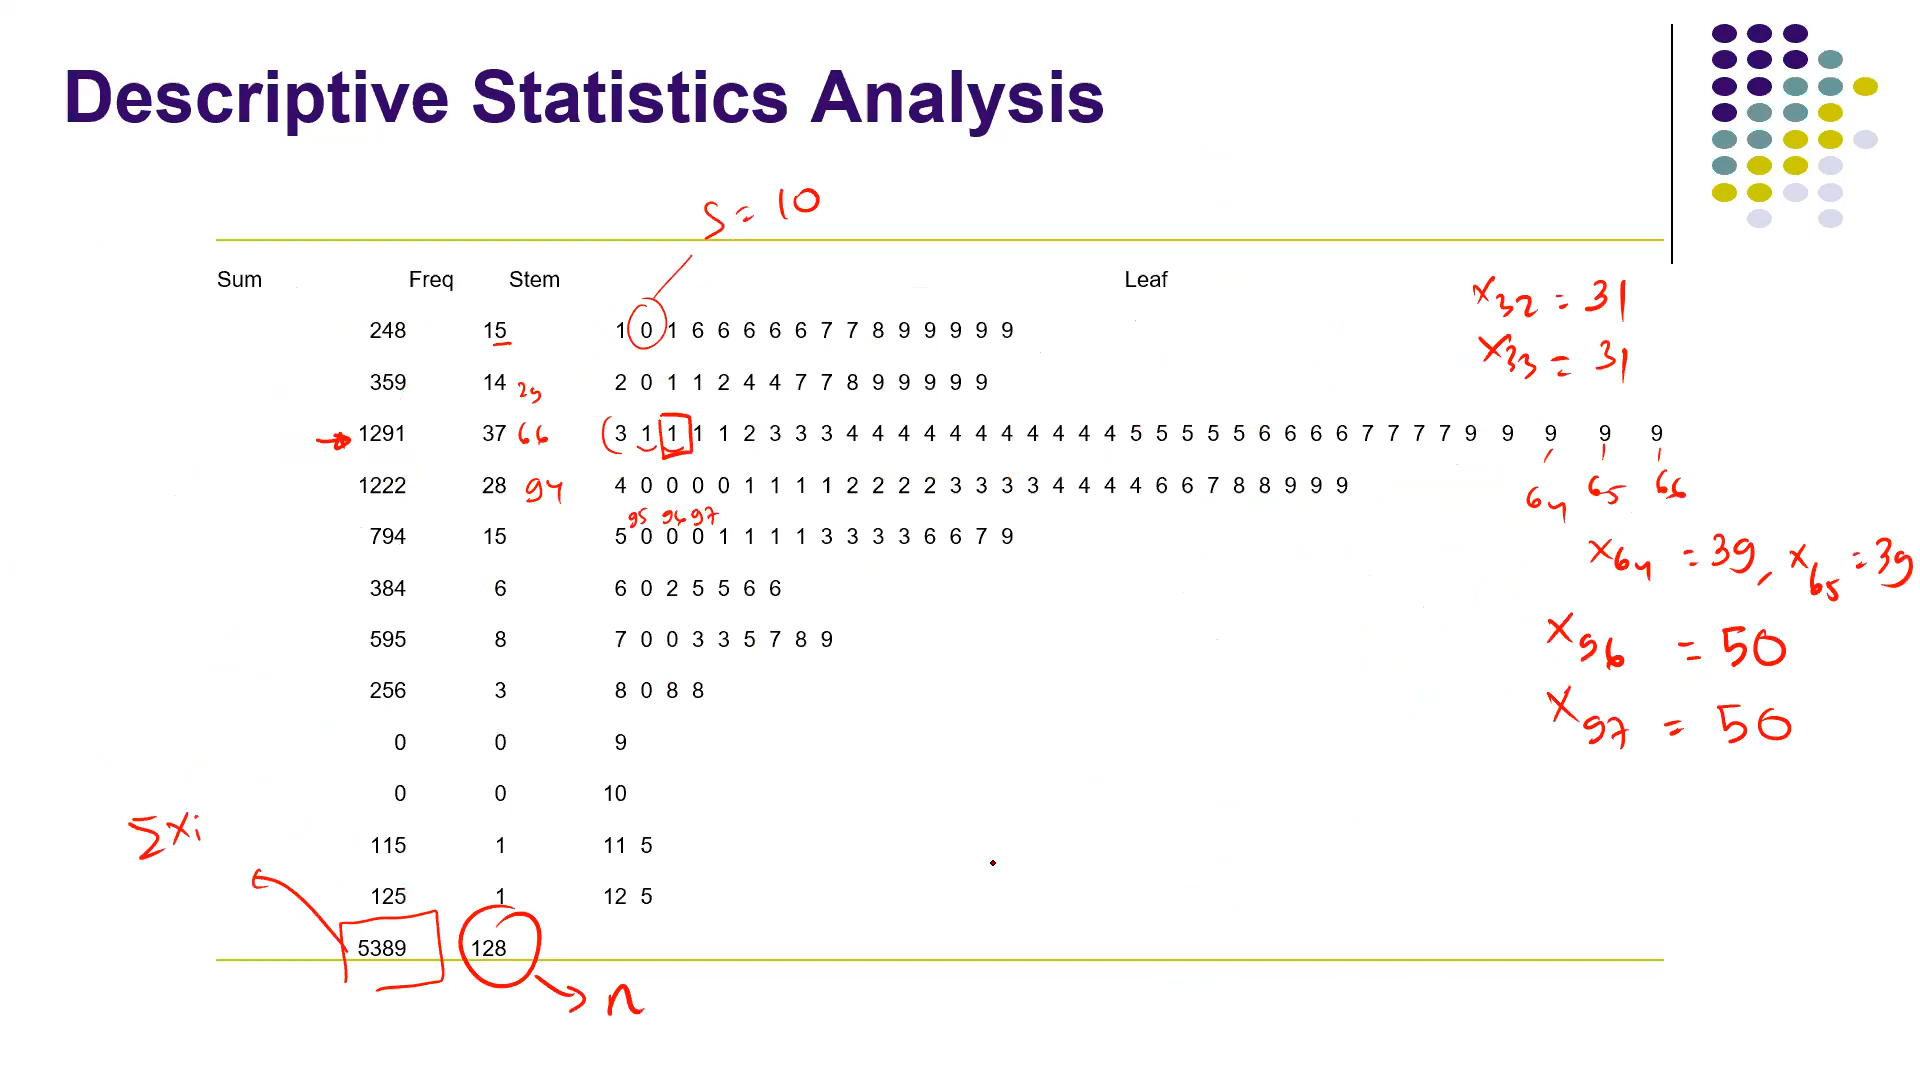 Descriptive Statistics Analysis
S = 10
Sum Freq Stem Leaf
248 15 1 0 1 6 6 6 6 6 7 7 8 9 9 9 9 9
359 14 29 2 0 1 1 2 4 4 7 7 8 9 9 9 9 9
1291 37 66 ( 3 1 1 1 1 2 3 3 3 4 4 4 4 4 4 4 4 4 4 4 5 5 5 5 5 6 6 6 6 7 7 7 7 9 9 9 9 9
1222 28 94 4 0 0 0 0 1 1 1 1 2 2 2 2 3 3 3 3 4 4 4 4 6 6 7 8 8 9 9 9
95 96 97
794 15 5 0 0 0 1 1 1 1 3 3 3 3 6 6 7 9
384 6 6 0 2 5 5 6 6
595 8 7 0 0 3 3 5 7 8 9
256 3 8 0 8 8
0 0 9
0 0 10
115 1 11 5
125 1 12 5
5389 128
x32 = 31
x33 = 31
64 65 66
x64 = 39, x65 = 39
x96 = 50
x97 = 50
Σxi
n